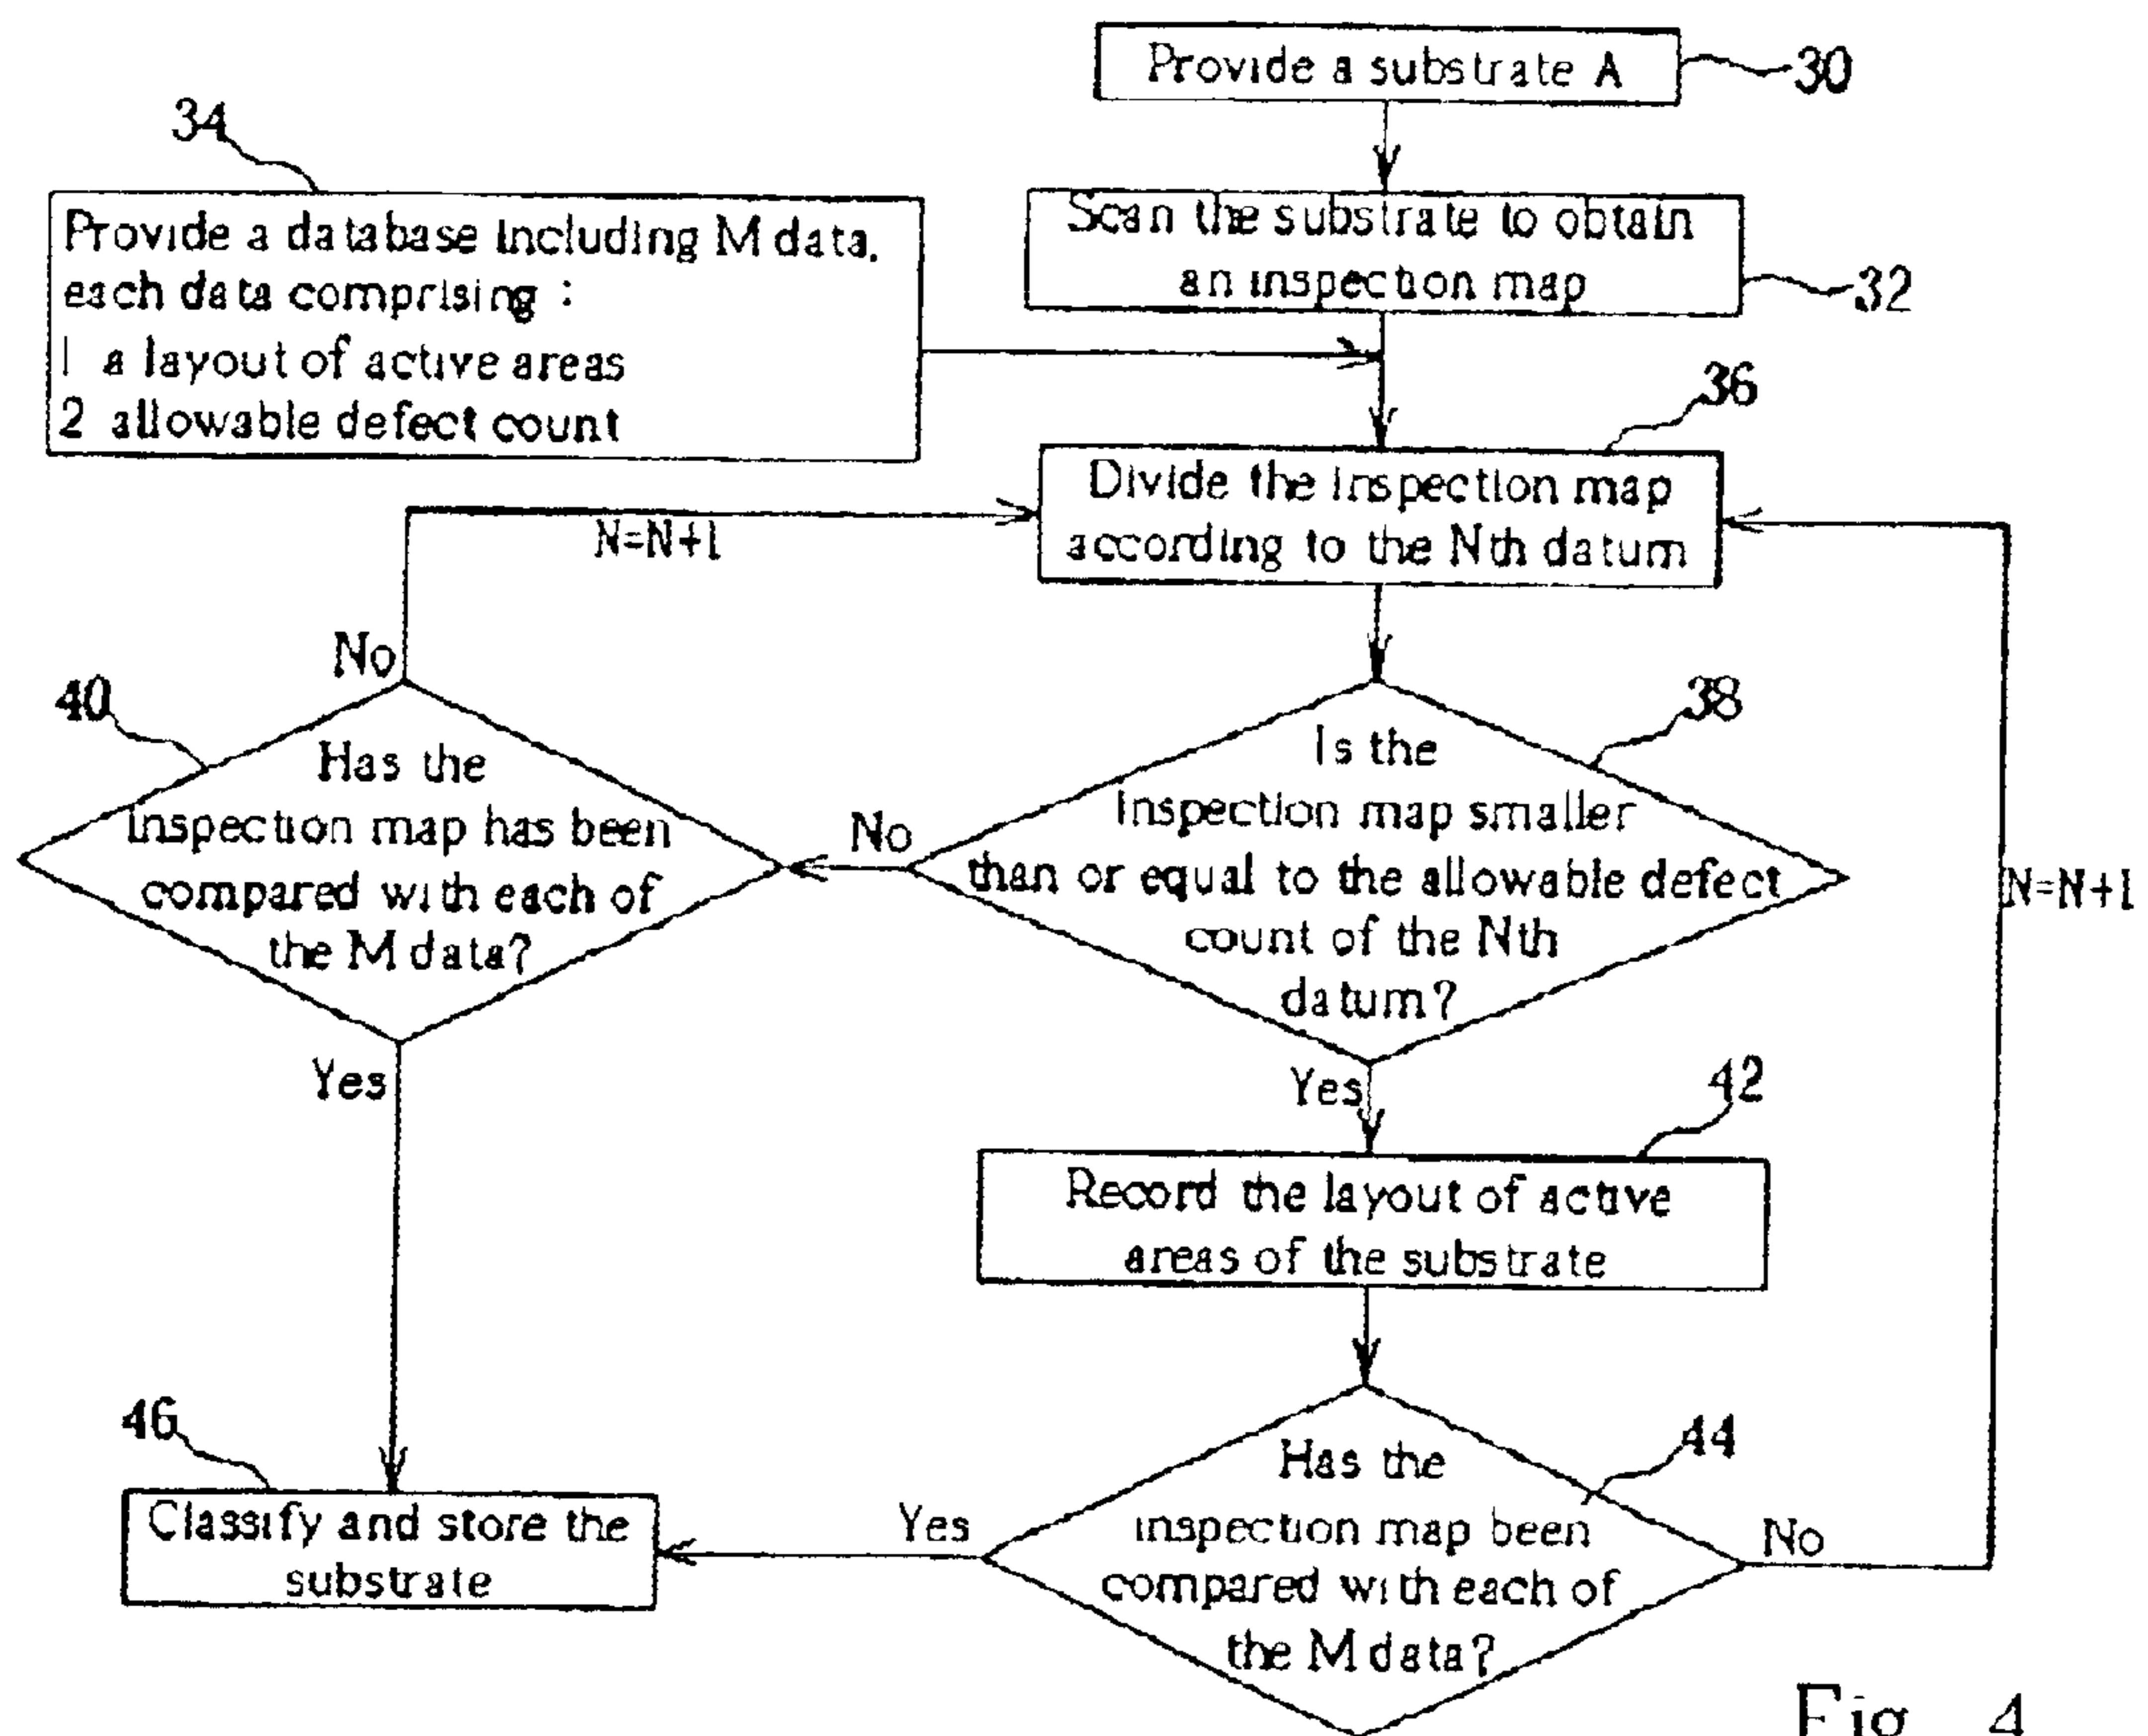 Provide a substrate A
30
34
Provide a database including M data.
each data comprising :
1 a layout of active areas
2 allowable defect count
Scan the substrate to obtain
an inspection map
32
36
Divide the inspection map
according to the Nth datum
N=N+1
No
40
Has the
inspection map has been
compared with each of
the M data?
No
38
Is the
inspection map smaller
than or equal to the allowable defect
count of the Nth
datum?
N=N+1
Yes
Yes
42
Record the layout of active
areas of the substrate
46
Classify and store the
substrate
Yes
44
Has the
inspection map been
compared with each of
the M data?
No
Fig. 4